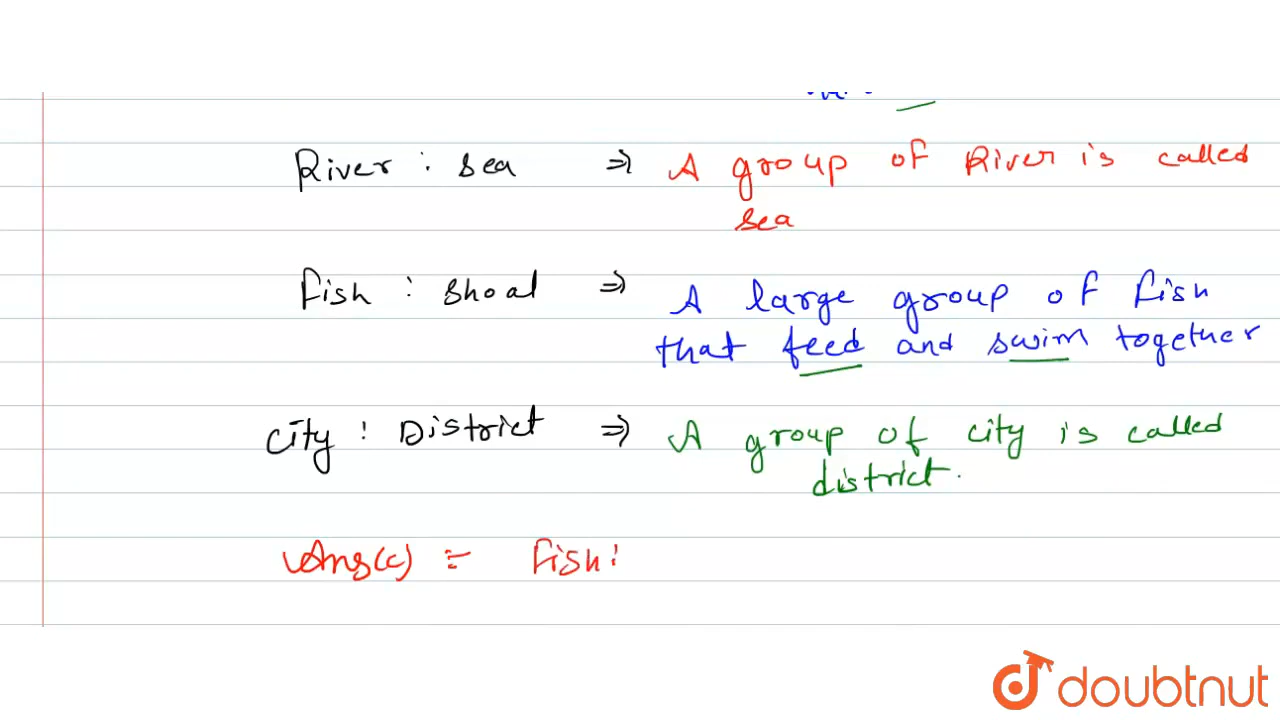 River : sea ⇒ A group of River is called
sea
Fish : shoal ⇒ A large group of fish
that feed and swim together
City : District ⇒ A group of city is called
district.
Ans(c) = Fish:
doubtnut